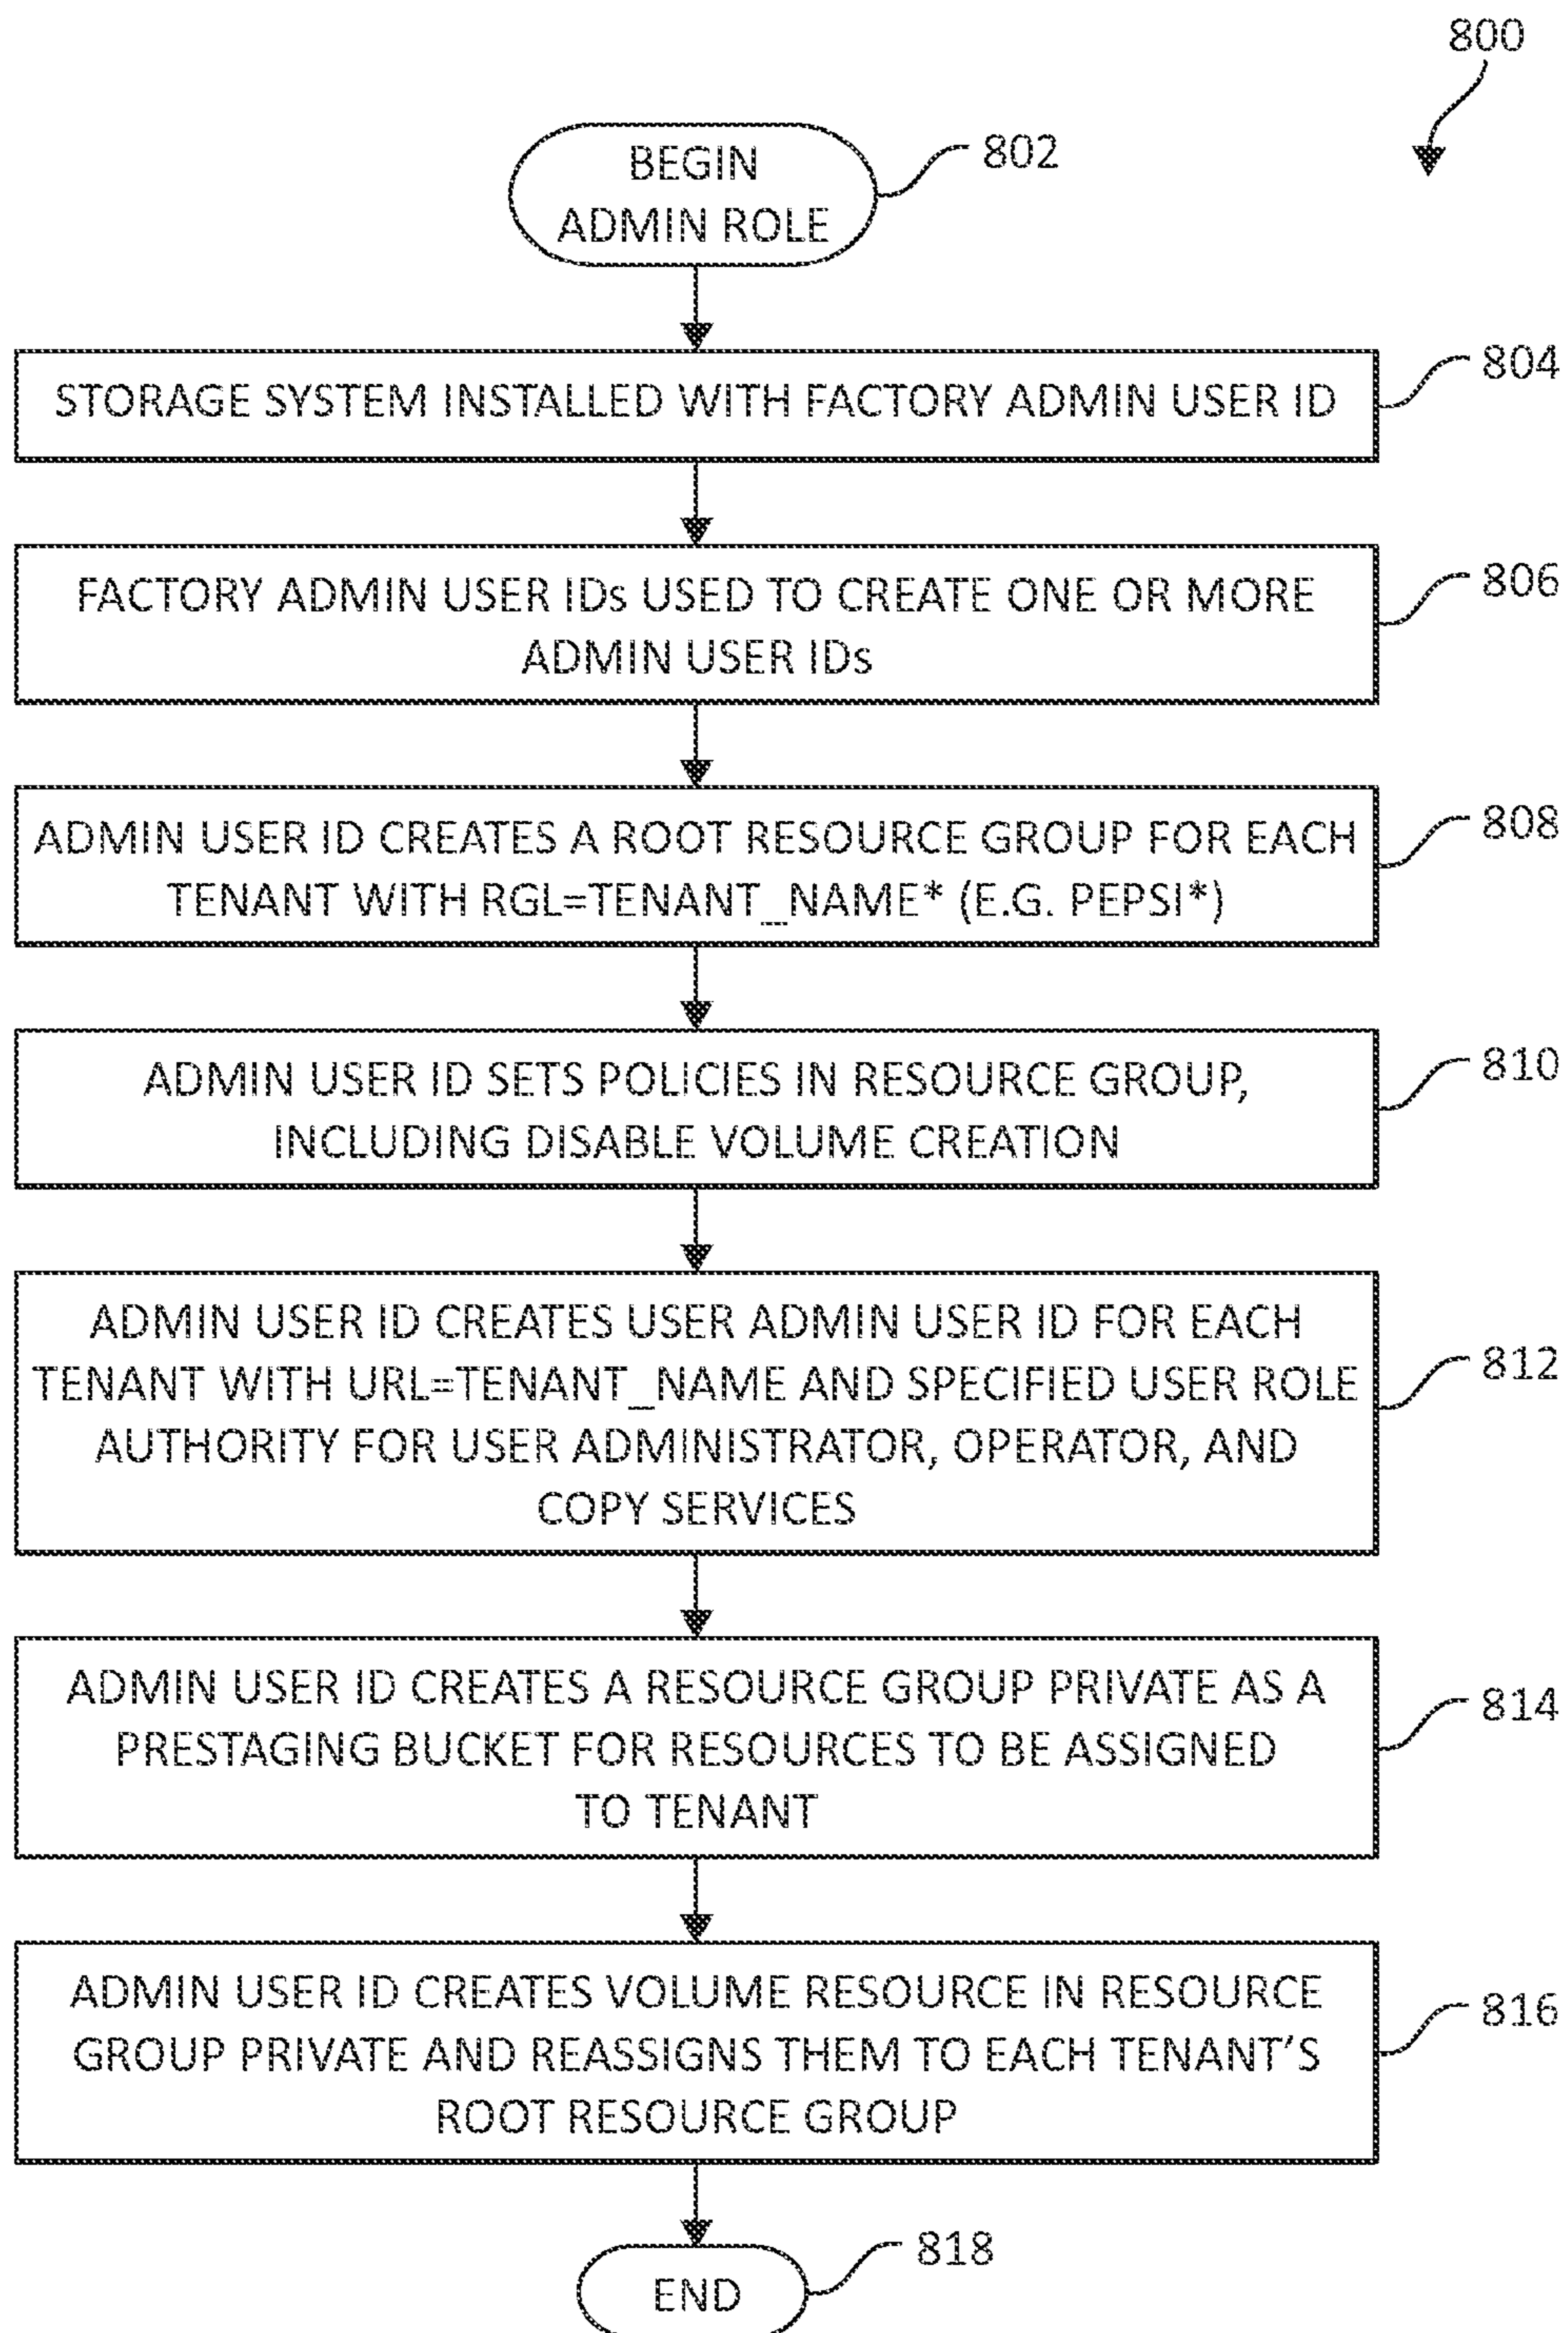 800
BEGIN
ADMIN ROLE
802
STORAGE SYSTEM INSTALLED WITH FACTORY ADMIN USER ID
804
FACTORY ADMIN USER IDs USED TO CREATE ONE OR MORE
ADMIN USER IDs
806
ADMIN USER ID CREATES A ROOT RESOURCE GROUP FOR EACH
TENANT WITH RGL=TENANT_NAME* (E.G. PEPSI*)
808
ADMIN USER ID SETS POLICIES IN RESOURCE GROUP,
INCLUDING DISABLE VOLUME CREATION
810
ADMIN USER ID CREATES USER ADMIN USER ID FOR EACH
TENANT WITH URL=TENANT_NAME AND SPECIFIED USER ROLE
AUTHORITY FOR USER ADMINISTRATOR, OPERATOR, AND
COPY SERVICES
812
ADMIN USER ID CREATES A RESOURCE GROUP PRIVATE AS A
PRESTAGING BUCKET FOR RESOURCES TO BE ASSIGNED
TO TENANT
814
ADMIN USER ID CREATES VOLUME RESOURCE IN RESOURCE
GROUP PRIVATE AND REASSIGNS THEM TO EACH TENANT'S
ROOT RESOURCE GROUP
816
END
818